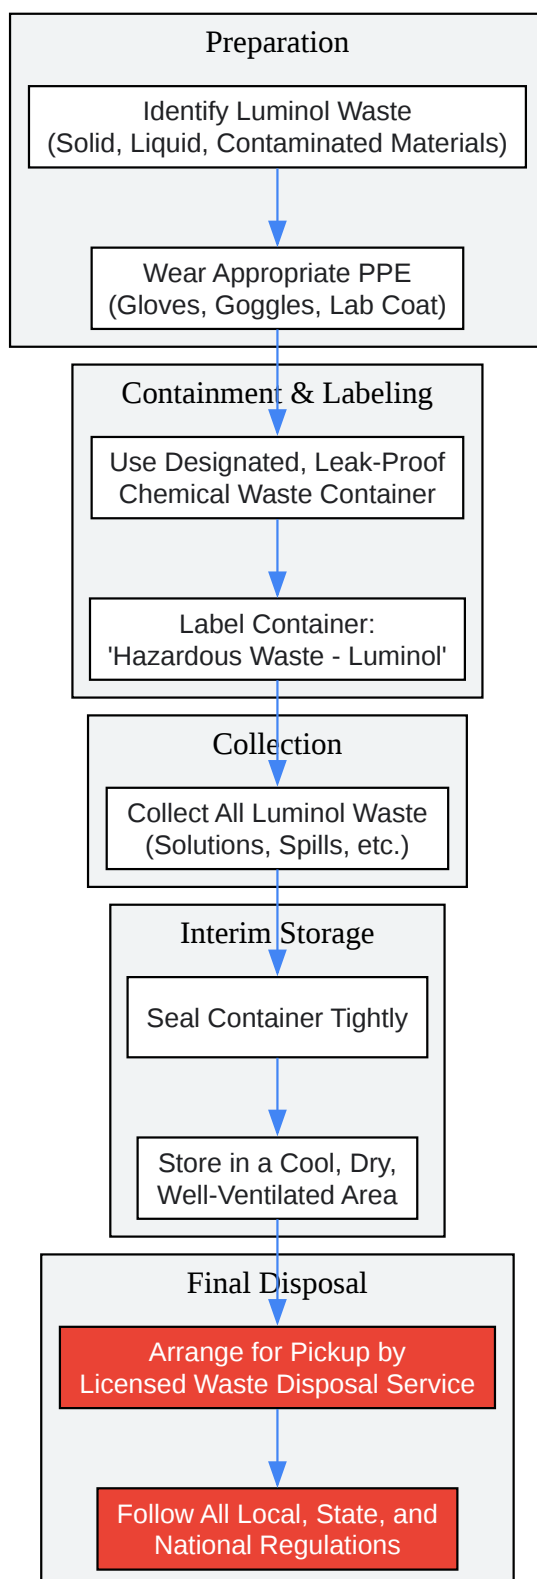 Preparation
Identify Luminol Waste
(Solid, Liquid, Contaminated Materials)
Wear Appropriate PPE
(Gloves, Goggles, Lab Coat)
Containment & Labeling
Use Designated, Leak-Proof
Chemical Waste Container
Label Container:
'Hazardous Waste - Luminol'
Collection
Collect All Luminol Waste
(Solutions, Spills, etc.)
Interim Storage
Seal Container Tightly
Store in a Cool, Dry,
Well-Ventilated Area
Final Disposal
Arrange for Pickup by
Licensed Waste Disposal Service
Follow All Local, State, and
National Regulations